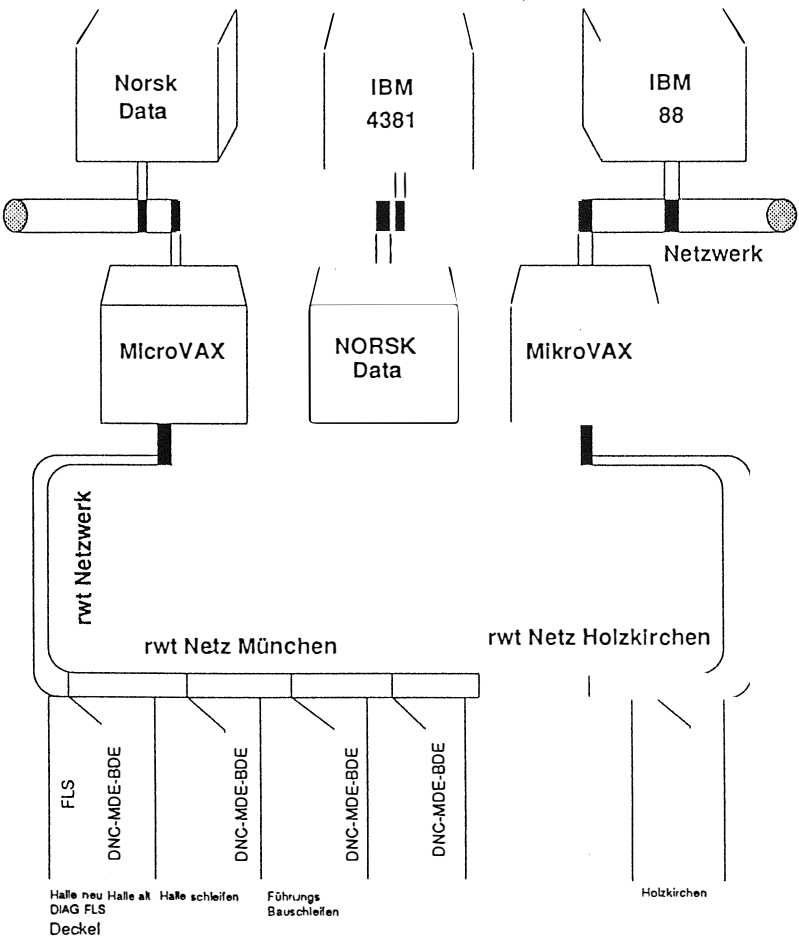 Norsk
Data
IBM
4381
IBM
88
Netzwerk
MicroVAX
NORSK
Data
MikroVAX
rwt Netzwerk
rwt Netz München
rwt Netz Holzkirchen
FLS
DNC-MDE-BDE
DNC-MDE-BDE
DNC-MDE-BDE
DNC-MDE-BDE
Halle neu Halle alt Halle schleifen
DIAG FLS
Deckel
Führungs
Bauschleifen
Holzkirchen